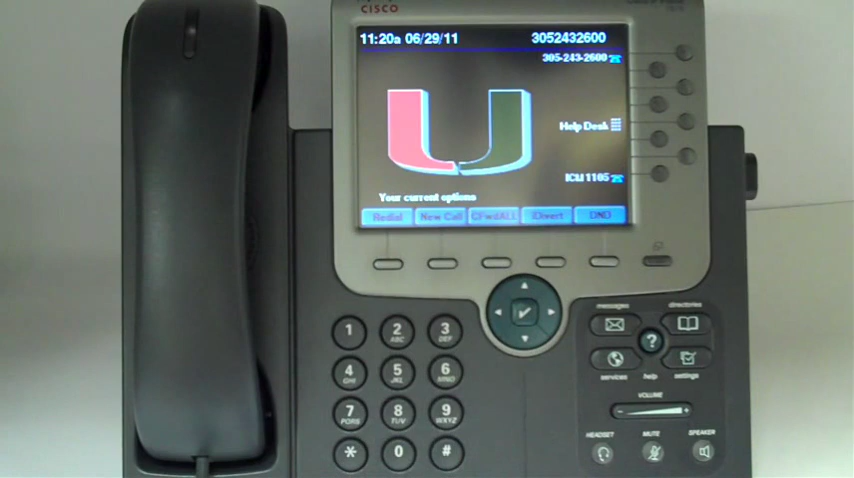 CISCO
11:20a 06/29/11 3052432600
305-243-2600
Help Desk
ICM 1105
Your current options
Redial New Call CFwdALL iDivert DND
messages directories
?
services help settings
VOLUME
- +
HEADSET MUTE SPEAKER
1 2 ABC 3 DEF
4 GHI 5 JKL 6 MNO
7 PQRS 8 TUV 9 WXYZ
* 0 #